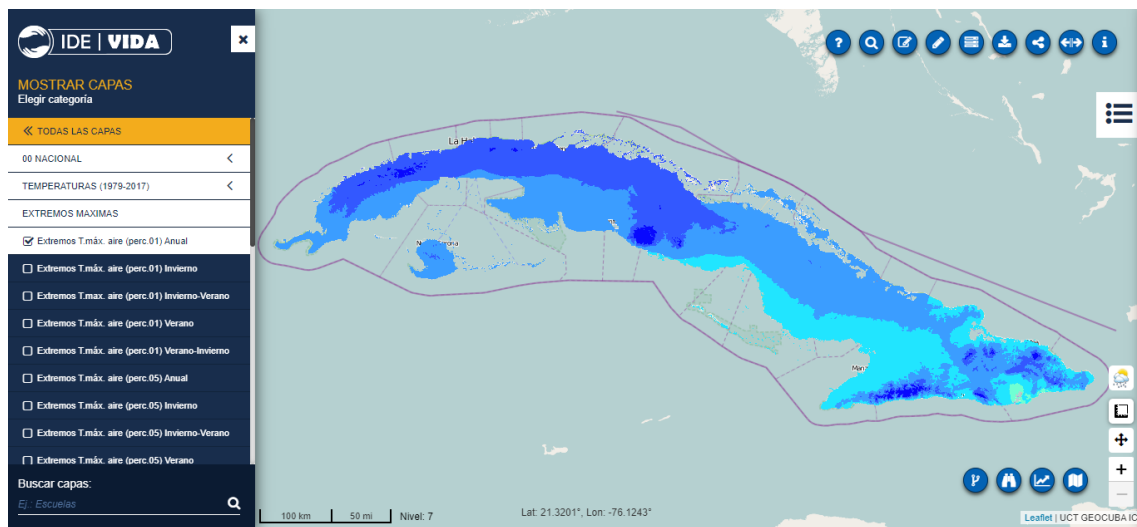 IDE | VIDA
MOSTRAR CAPAS
Elegir categoría
TODAS LAS CAPAS
00 NACIONAL
TEMPERATURAS (1979-2017)
EXTREMOS MAXIMAS
Extremos T.máx. aire (perc.01) Anual
Extremos T.máx. aire (perc.01) Invierno
Extremos T.max. aire (perc.01) Invierno-Verano
Extremos T.máx. aire (perc.01) Verano
Extremos T.máx. aire (perc.01) Verano-Invierno
Extremos T.máx. aire (perc.05) Anual
Extremos T.máx. aire (perc.05) Invierno
Extremos T.máx. aire (perc.05) Invierno-Verano
Extremos T.máx. aire (perc.05) Verano
Buscar capas:
Ej.: Escuelas
La H
Man
100 km
50 mi
Nivel: 7
Lat: 21.3201°, Lon: -76.1243°
+
−
Leaflet | UCT GEOCUBA IC